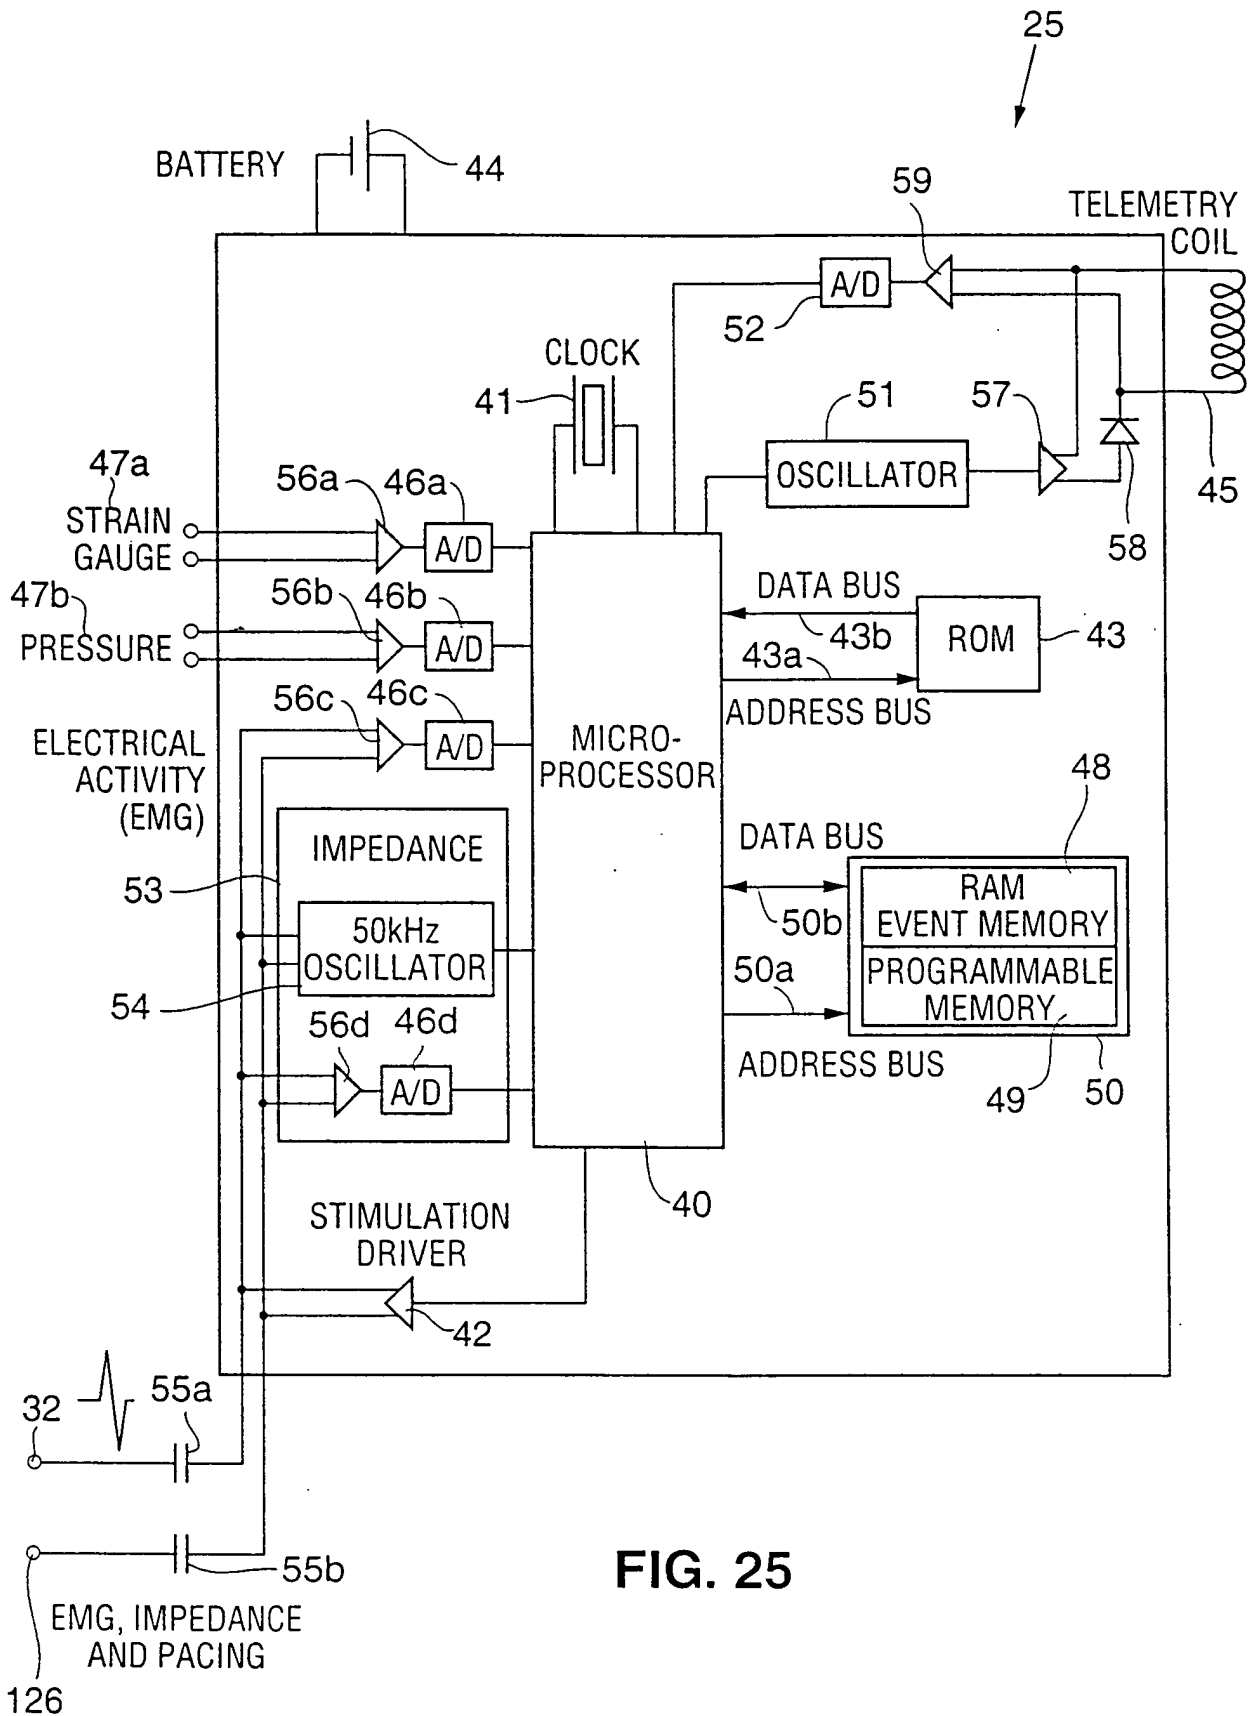 25
BATTERY
44
59
TELEMETRY
COIL
A/D
52
CLOCK
41
51
57
OSCILLATOR
45
58
47a
56a
46a
STRAIN
GAUGE
A/D
47b
56b
46b
PRESSURE
A/D
DATA BUS
43b
ROM
43
43a
ADDRESS BUS
56c
46c
ELECTRICAL
ACTIVITY
(EMG)
A/D
MICRO-
PROCESSOR
48
IMPEDANCE
53
DATA BUS
RAM
EVENT MEMORY
50b
50kHz
OSCILLATOR
54
50a
PROGRAMMABLE
MEMORY
56d
46d
A/D
ADDRESS BUS
49
50
40
STIMULATION
DRIVER
42
32
55a
55b
EMG, IMPEDANCE
AND PACING
126
FIG. 25